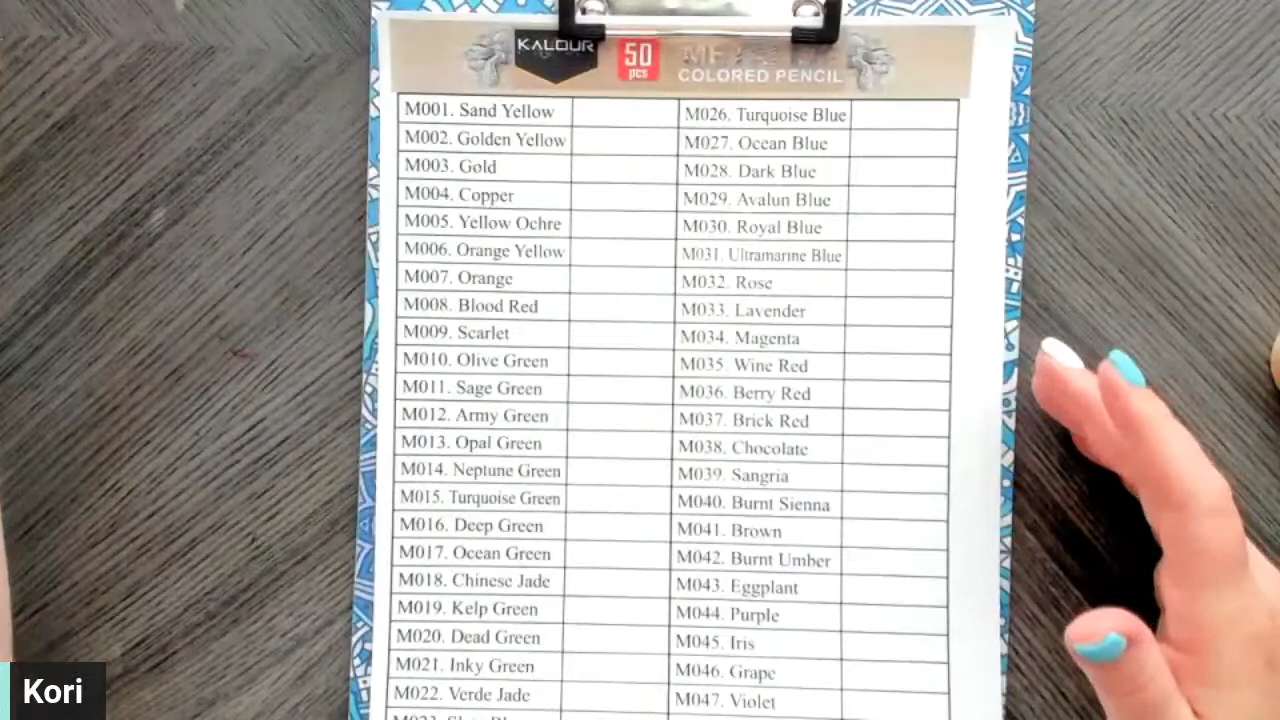 KALOUR
50
pcs
COLORED PENCIL
M001. Sand Yellow
M002. Golden Yellow
M003. Gold
M004. Copper
M005. Yellow Ochre
M006. Orange Yellow
M007. Orange
M008. Blood Red
M009. Scarlet
M010. Olive Green
M011. Sage Green
M012. Army Green
M013. Opal Green
M014. Neptune Green
M015. Turquoise Green
M016. Deep Green
M017. Ocean Green
M018. Chinese Jade
M019. Kelp Green
M020. Dead Green
M021. Inky Green
M022. Verde Jade
M026. Turquoise Blue
M027. Ocean Blue
M028. Dark Blue
M029. Avalun Blue
M030. Royal Blue
M031. Ultramarine Blue
M032. Rose
M033. Lavender
M034. Magenta
M035. Wine Red
M036. Berry Red
M037. Brick Red
M038. Chocolate
M039. Sangria
M040. Burnt Sienna
M041. Brown
M042. Burnt Umber
M043. Eggplant
M044. Purple
M045. Iris
M046. Grape
M047. Violet
Kori